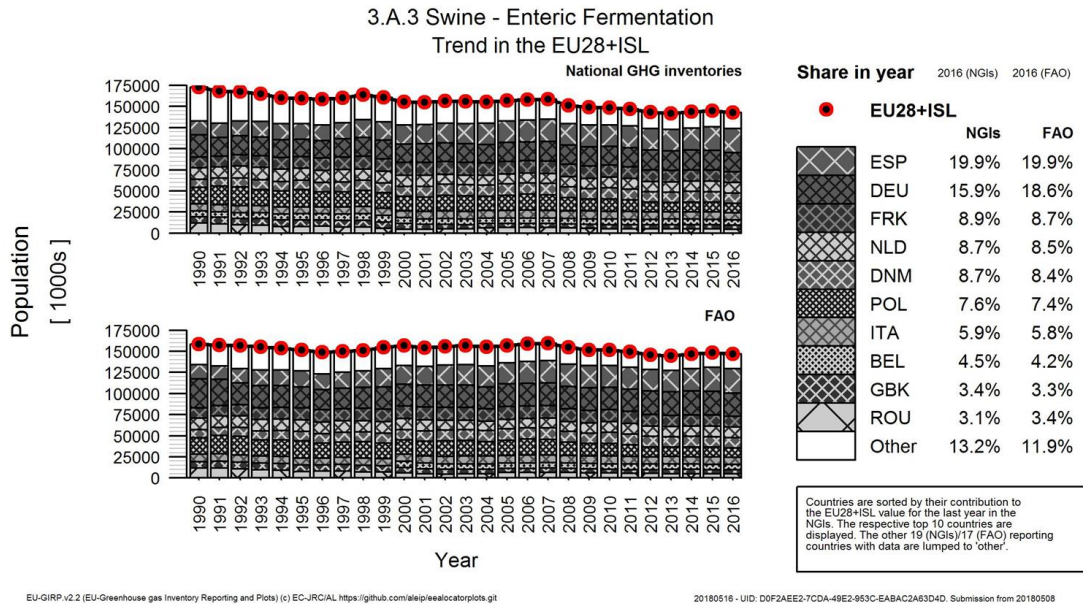 3.A.3 Swine - Enteric Fermentation
Trend in the EU28+ISL
National GHG inventories
175000
150000
125000
100000
75000
50000
25000
0
1990 1991 1992 1993 1994 1995 1996 1997 1998 1999 2000 2001 2002 2003 2004 2005 2006 2007 2008 2009 2010 2011 2012 2013 2014 2015 2016
FAO
175000
150000
125000
100000
75000
50000
25000
0
1990 1991 1992 1993 1994 1995 1996 1997 1998 1999 2000 2001 2002 2003 2004 2005 2006 2007 2008 2009 2010 2011 2012 2013 2014 2015 2016
Population
[ 1000s ]
Year
Share in year 2016 (NGIs) 2016 (FAO)
EU28+ISL
NGIs FAO
ESP 19.9% 19.9%
DEU 15.9% 18.6%
FRK 8.9% 8.7%
NLD 8.7% 8.5%
DNM 8.7% 8.4%
POL 7.6% 7.4%
ITA 5.9% 5.8%
BEL 4.5% 4.2%
GBK 3.4% 3.3%
ROU 3.1% 3.4%
Other 13.2% 11.9%
Countries are sorted by their contribution to
the EU28+ISL value for the last year in the
NGIs. The respective top 10 countries are
displayed. The other 19 (NGIs)/17 (FAO) reporting
countries with data are lumped to 'other'.
EU-GIRP.v2.2 (EU-Greenhouse gas Inventory Reporting and Plots) (c) EC-JRC/AL https://github.com/aleip/eealocatorplots.git
20180516 - UID: D0F2AEE2-7CDA-49E2-953C-EABAC2A63D4D. Submission from 20180508